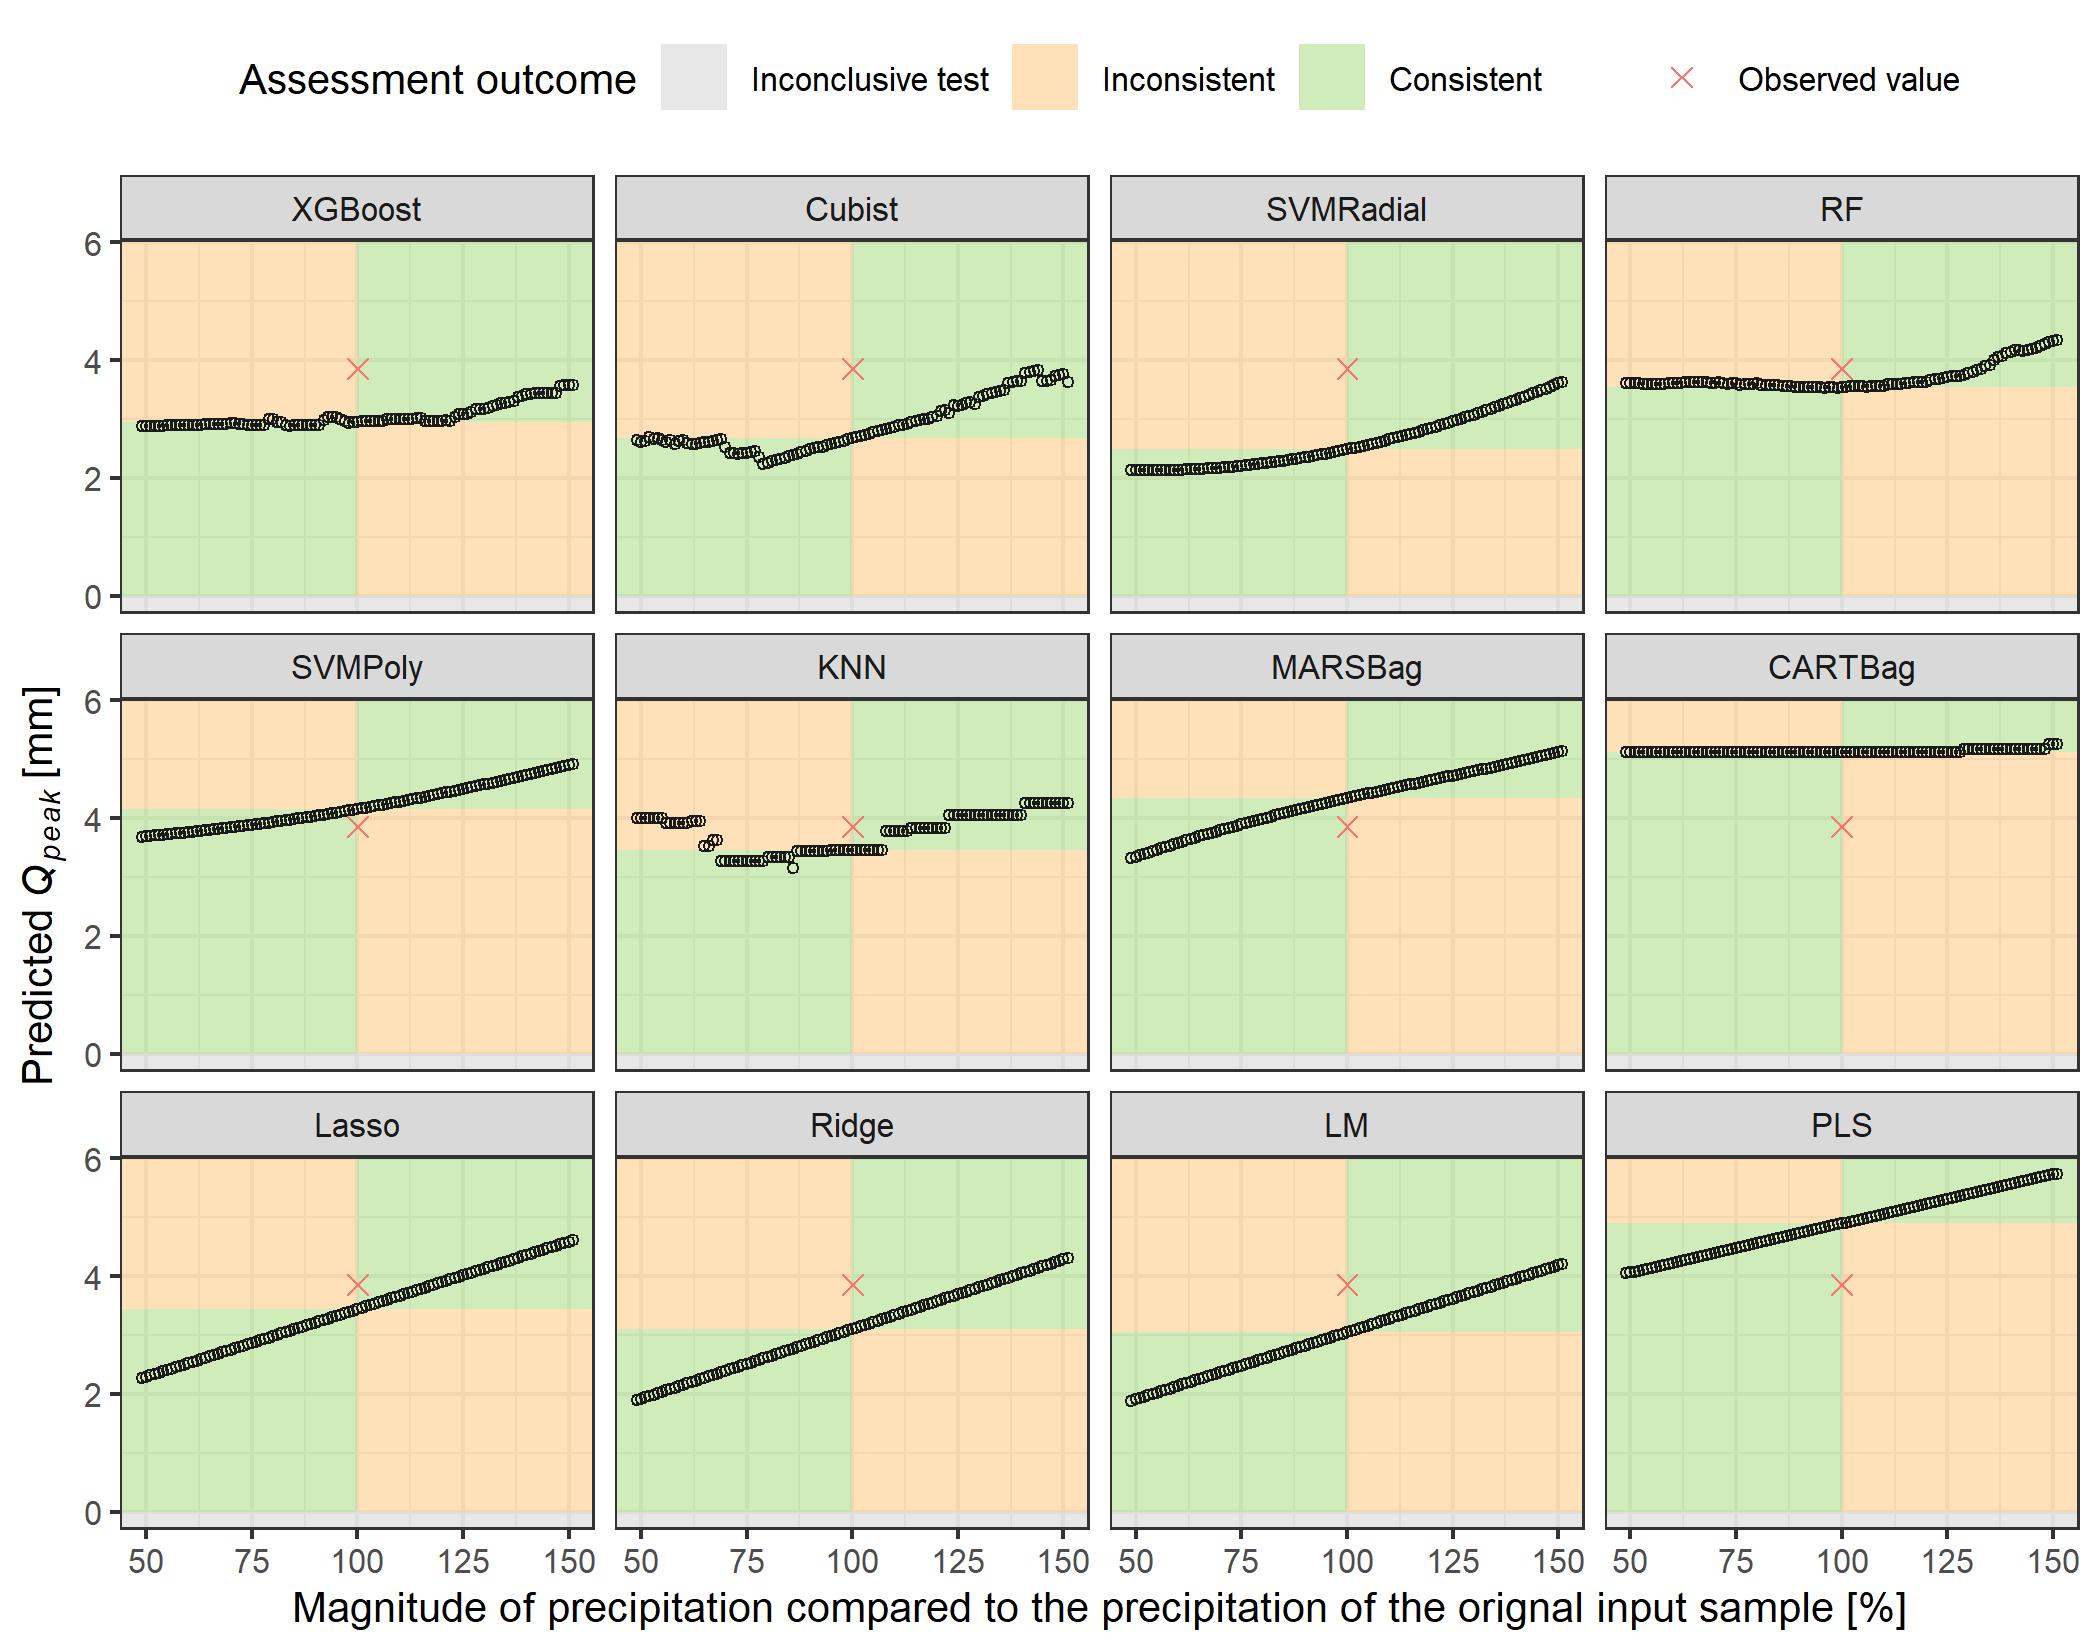 Assessment outcome Inconclusive test Inconsistent Consistent Observed value
XGBoost Cubist SVMRadial RF
6
4
2
0
SVMPoly KNN MARSBag CARTBag
6
4
2
0
Lasso Ridge LM PLS
6
4
2
0
50 75 100 125 150 50 75 100 125 150 50 75 100 125 150 50 75 100 125 150
Magnitude of precipitation compared to the precipitation of the orignal input sample [%]
Predicted Qpeak [mm]